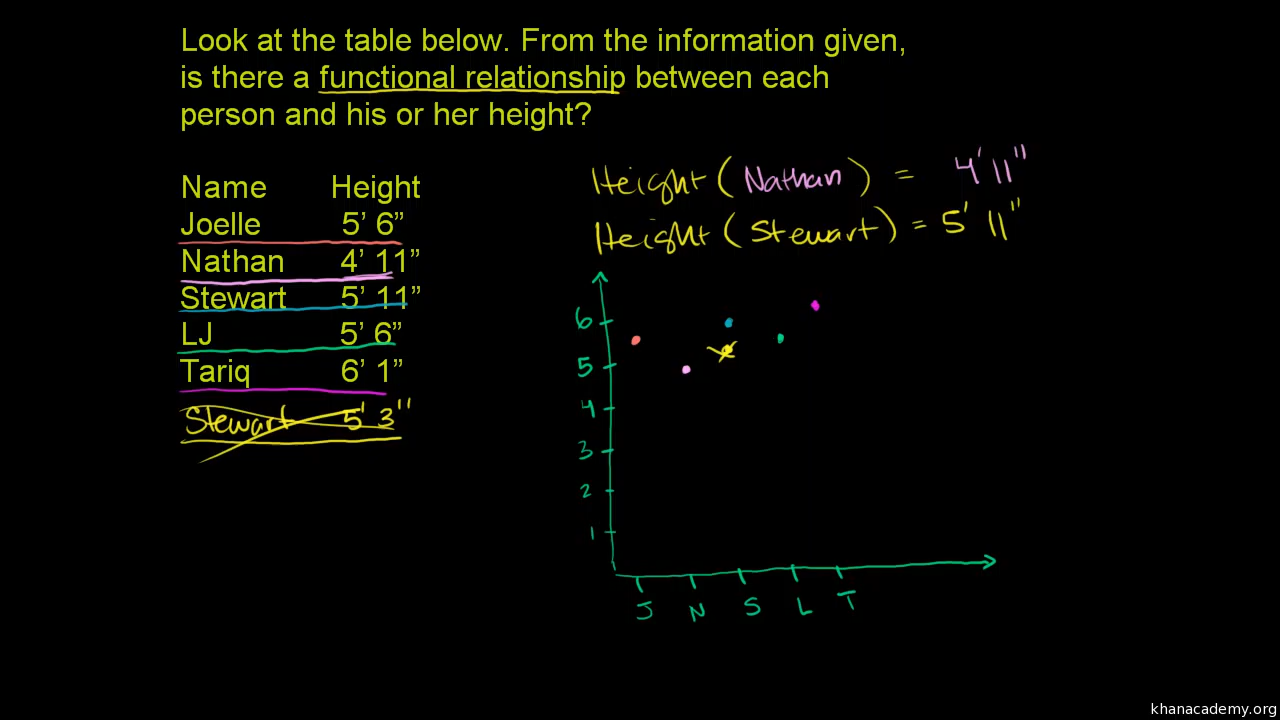 Look at the table below. From the information given,
is there a functional relationship between each
person and his or her height?
Name Height
Joelle 5’ 6”
Nathan 4’ 11”
Stewart 5’ 11”
LJ 5’ 6”
Tariq 6’ 1”
Stewart 5' 3"
Height (Nathan) = 4' 11"
Height (Stewart) = 5' 11"
6
5
4
3
2
1
J N S L T
khanacademy.org